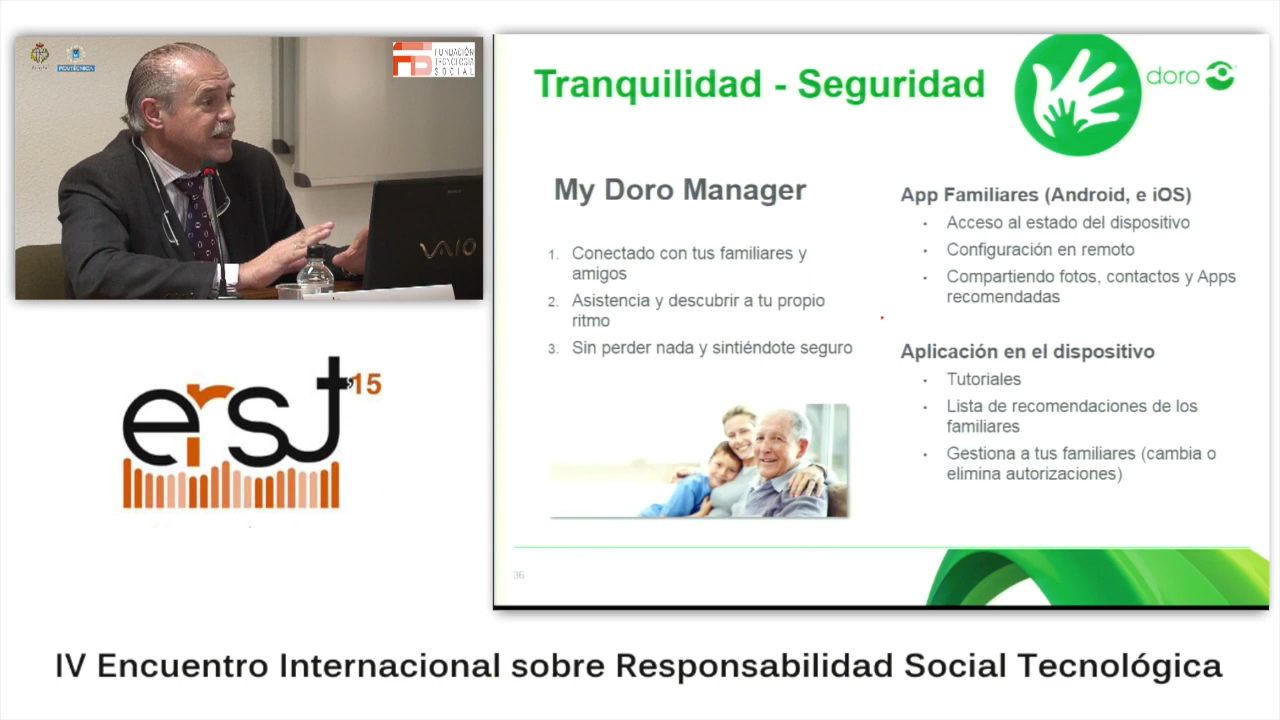 POLITÉCNICA
FUNDACIÓN
TECNOLOGÍA
SOCIAL
VAIO
Tranquilidad - Seguridad
doro
My Doro Manager
1. Conectado con tus familiares y
amigos
2. Asistencia y descubrir a tu propio
ritmo
3. Sin perder nada y sintiéndote seguro
App Familiares (Android, e iOS)
• Acceso al estado del dispositivo
• Configuración en remoto
• Compartiendo fotos, contactos y Apps
recomendadas
Aplicación en el dispositivo
• Tutoriales
• Lista de recomendaciones de los
familiares
• Gestiona a tus familiares (cambia o
elimina autorizaciones)
36
erst'15
IV Encuentro Internacional sobre Responsabilidad Social Tecnológica